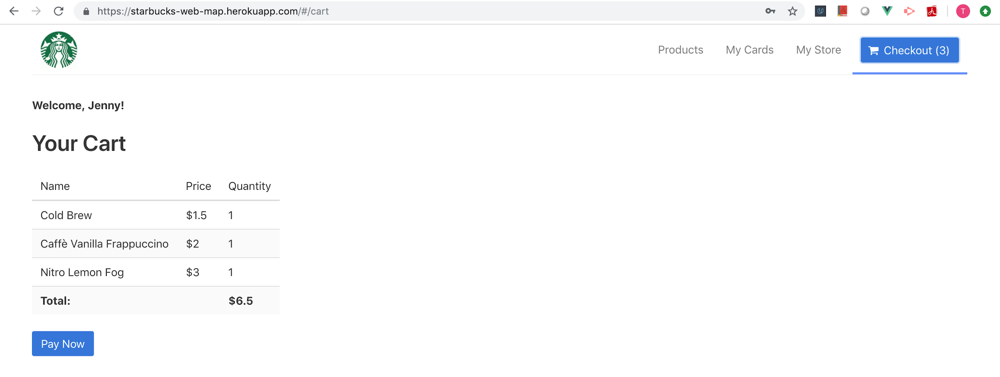 https://starbucks-web-map.herokuapp.com/#/cart
T
Products My Cards My Store Checkout (3)
Welcome, Jenny!
Your Cart
Name Price Quantity
Cold Brew $1.5 1
Caffè Vanilla Frappuccino $2 1
Nitro Lemon Fog $3 1
Total: $6.5
Pay Now